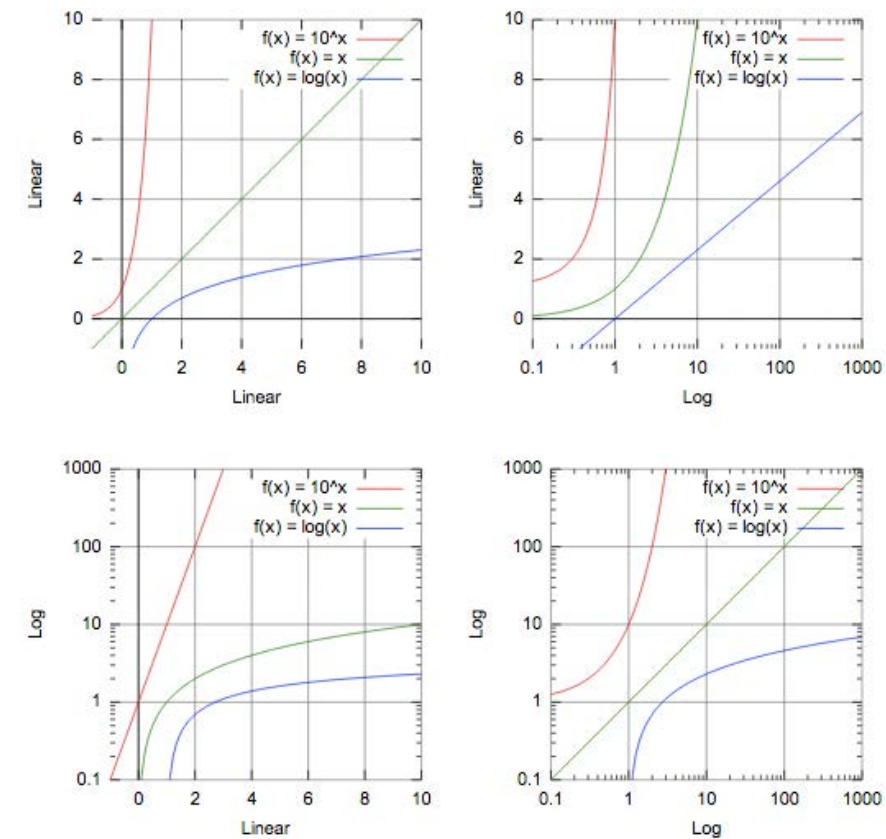 10
8
6
4
2
0
Linear
f(x) = 10^x
f(x) = x
f(x) = log(x)
0 2 4 6 8 10
Linear
10
8
6
4
2
0
Linear
f(x) = 10^x
f(x) = x
f(x) = log(x)
0.1 1 10 100 1000
Log
1000
100
10
1
0.1
Log
f(x) = 10^x
f(x) = x
f(x) = log(x)
0 2 4 6 8 10
Linear
1000
100
10
1
0.1
Log
f(x) = 10^x
f(x) = x
f(x) = log(x)
0.1 1 10 100 1000
Log